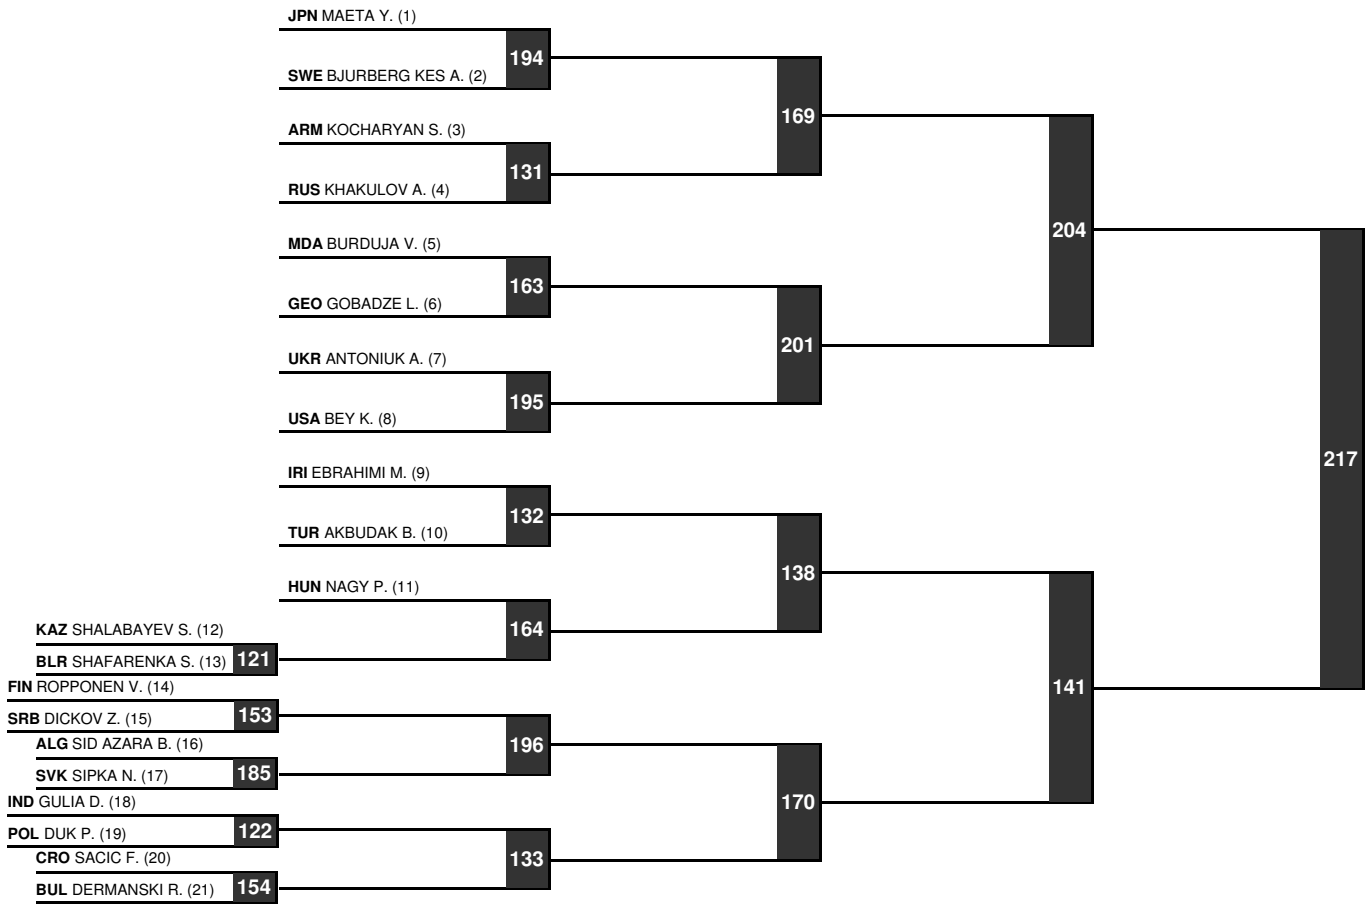 JPN MAETA Y. (1)
194
SWE BJURBERG KES A. (2)
169
ARM KOCHARYAN S. (3)
131
RUS KHAKULOV A. (4)
204
MDA BURDUJA V. (5)
163
GEO GOBADZE L. (6)
201
UKR ANTONIUK A. (7)
195
USA BEY K. (8)
217
IRI EBRAHIMI M. (9)
132
TUR AKBUDAK B. (10)
138
HUN NAGY P. (11)
164
KAZ SHALABAYEV S. (12)
BLR SHAFARENKA S. (13) 121
141
FIN ROPPONEN V. (14)
SRB DICKOV Z. (15) 153
196
ALG SID AZARA B. (16)
SVK SIPKA N. (17) 185
170
IND GULIA D. (18)
POL DUK P. (19) 122
133
CRO SACIC F. (20)
BUL DERMANSKI R. (21) 154